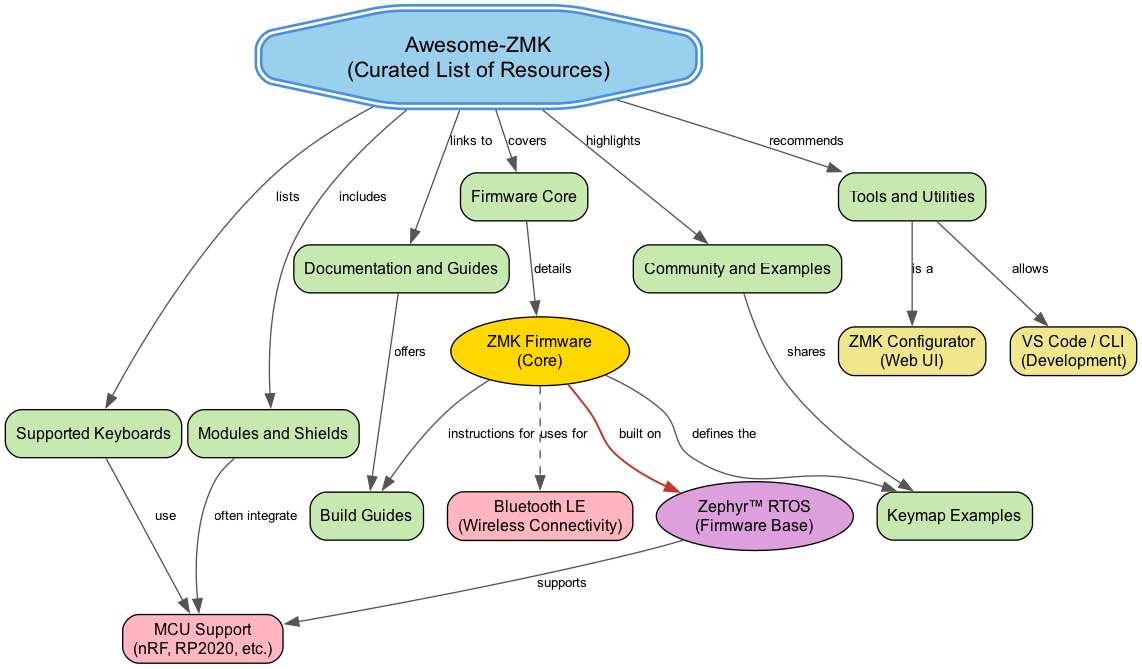 Awesome-ZMK
(Curated List of Resources)
links to
covers
highlights
recommends
lists
includes
Firmware Core
Tools and Utilities
Documentation and Guides
details
Community and Examples
is a
allows
offers
ZMK Firmware
(Core)
shares
ZMK Configurator
(Web UI)
VS Code / CLI
(Development)
Supported Keyboards
Modules and Shields
instructions for
uses for
built on
defines the
use
often integrate
Build Guides
Bluetooth LE
(Wireless Connectivity)
Zephyr™ RTOS
(Firmware Base)
Keymap Examples
supports
MCU Support
(nRF, RP2020, etc.)